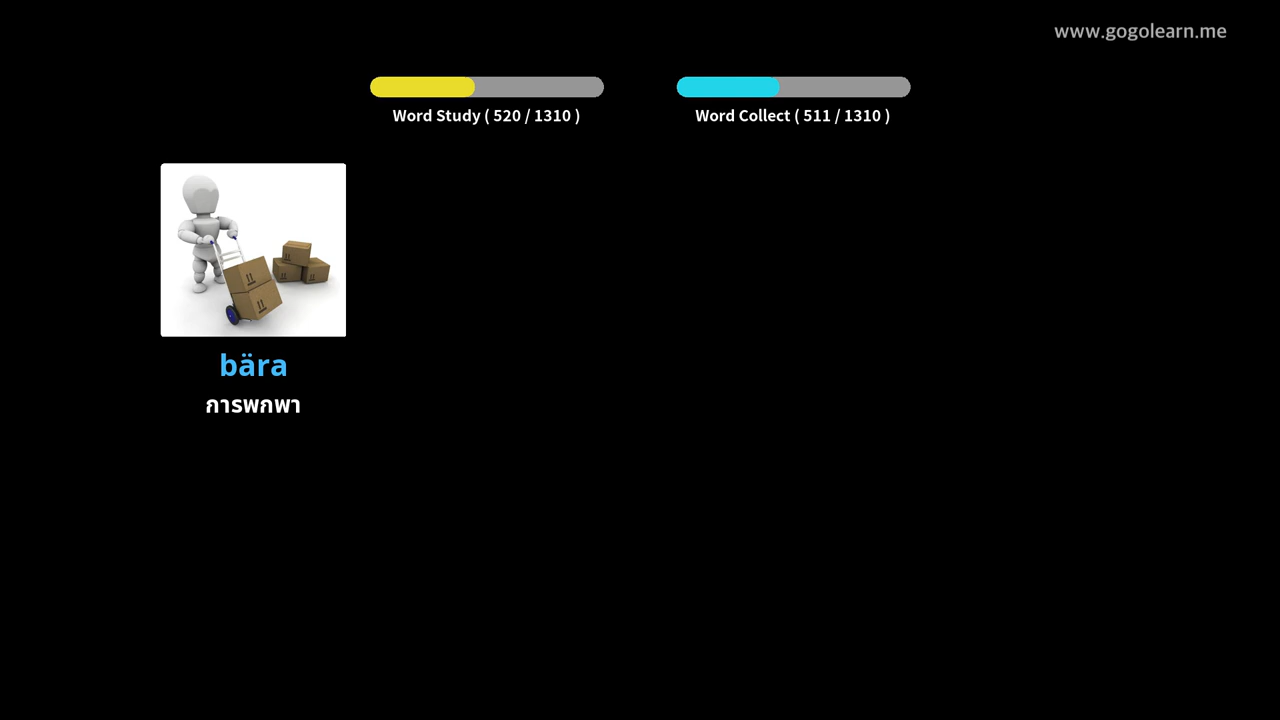 www.gogolearn.me
Word Study ( 520 / 1310 )
Word Collect ( 511 / 1310 )
bära
การพกพา